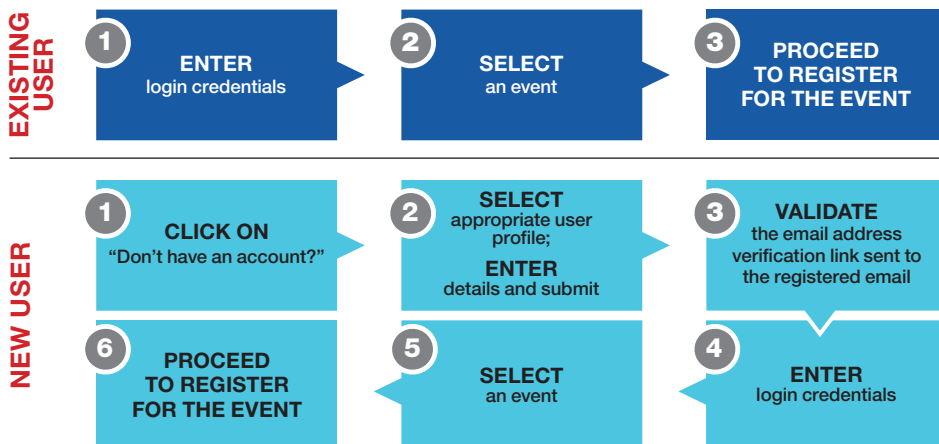 EXISTING
USER
1
ENTER
login credentials
2
SELECT
an event
3
PROCEED
TO REGISTER
FOR THE EVENT
NEW USER
1
CLICK ON
“Don’t have an account?”
2
SELECT
appropriate user
profile;
ENTER
details and submit
3
VALIDATE
the email address
verification link sent to
the registered email
4
ENTER
login credentials
5
SELECT
an event
6
PROCEED
TO REGISTER
FOR THE EVENT